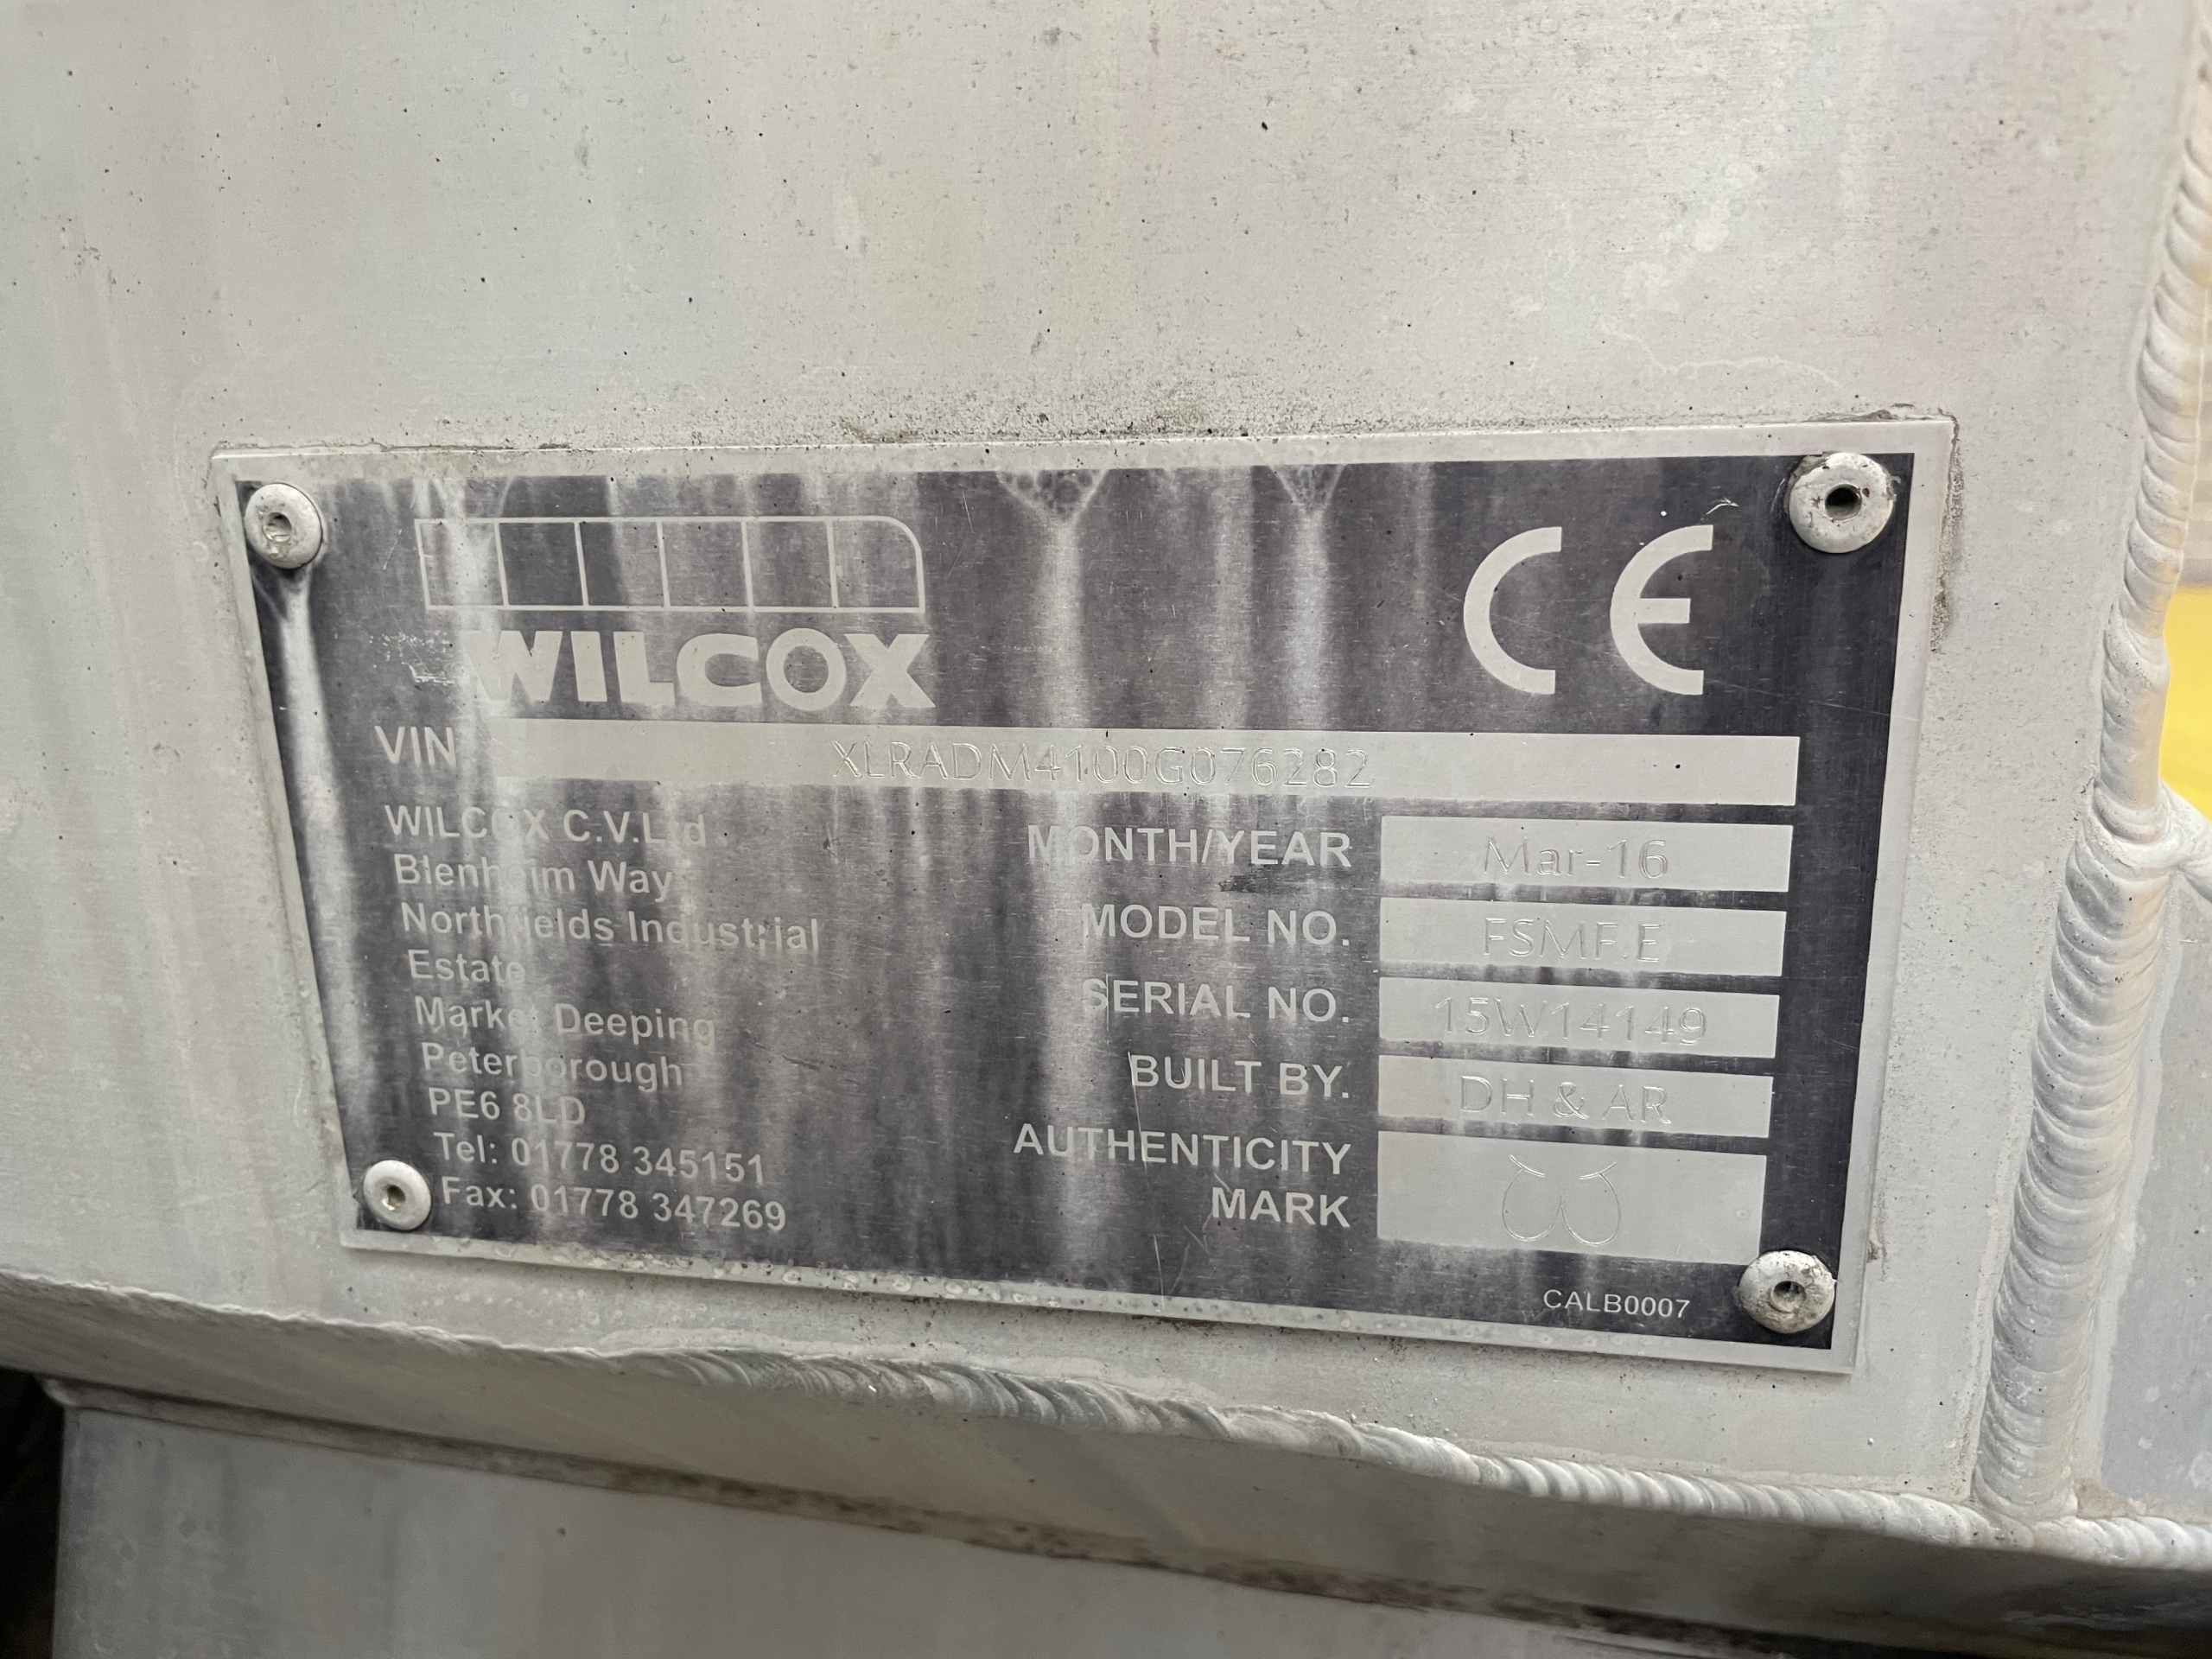 WILCOX
CE
VIN XLRADM4100G076282
WILCOX C.V.Ltd
Blenheim Way
Northfields Industrial
Estate
Market Deeping
Peterborough
PE6 8LD
Tel: 01778 345151
Fax: 01778 347269
MONTH/YEAR Mar-16
MODEL NO. FSMF.E
SERIAL NO. 15W14149
BUILT BY. DH & AR
AUTHENTICITY
MARK
CALB0007